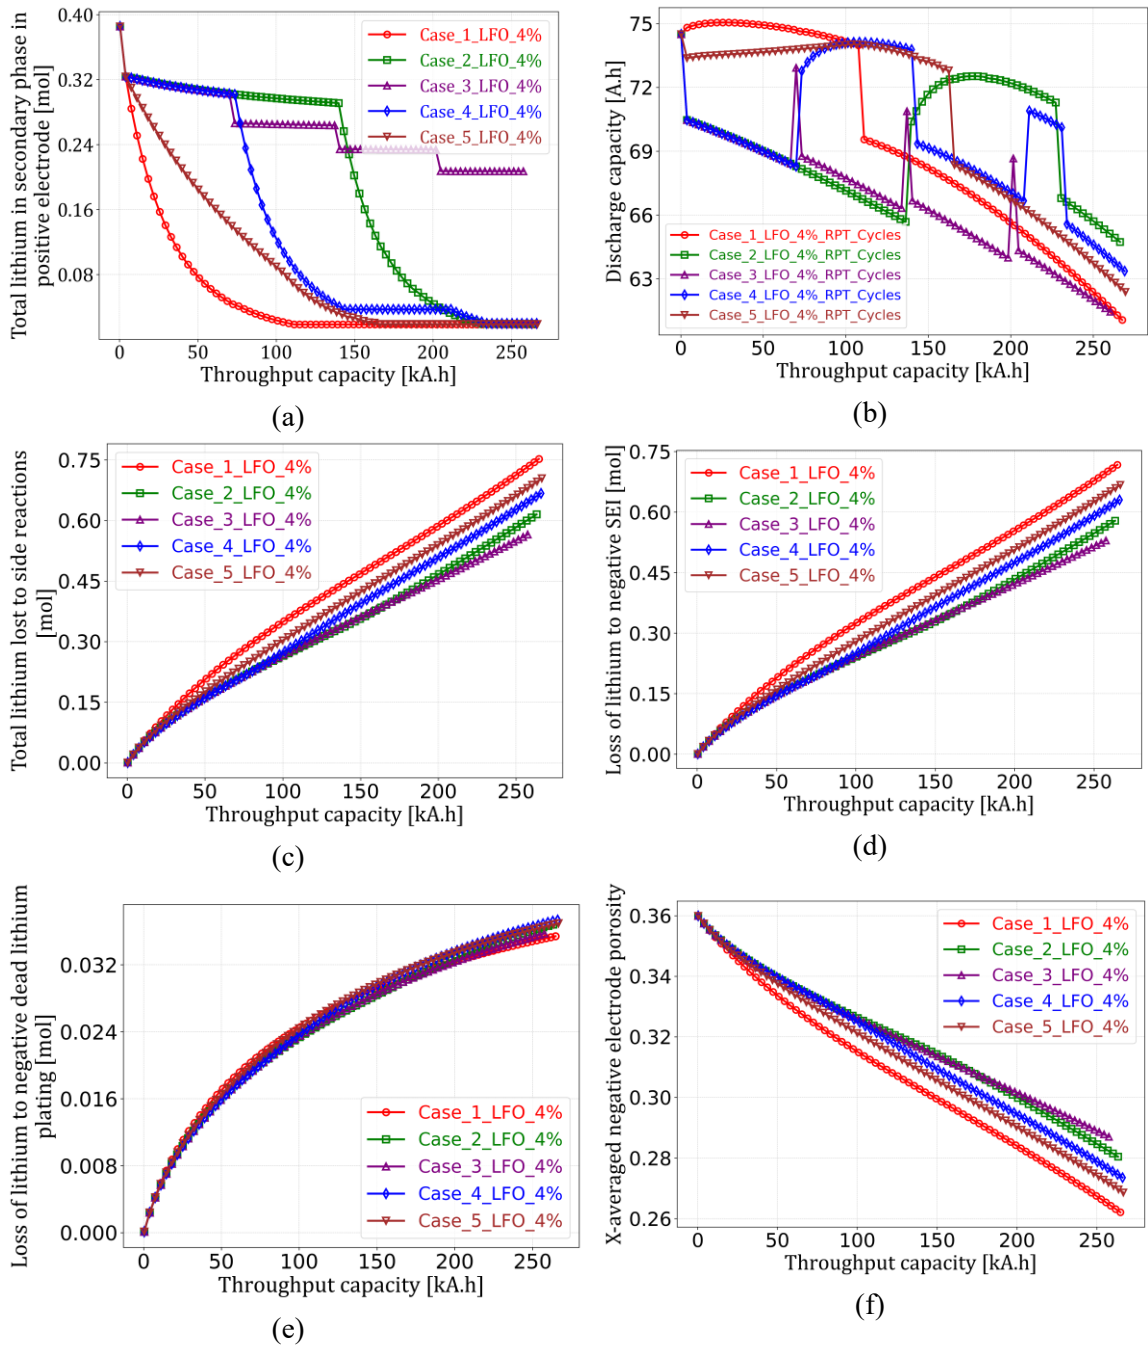 Total lithium in secondary phase in
positive electrode [mol]
0.40
0.32
0.24
0.16
0.08
Case_1_LFO_4%
Case_2_LFO_4%
Case_3_LFO_4%
Case_4_LFO_4%
Case_5_LFO_4%
0
50
100
150
200
250
Throughput capacity [kA.h]
(a)
Discharge capacity [A.h]
75
72
69
66
63
Case_1_LFO_4%_RPT_Cycles
Case_2_LFO_4%_RPT_Cycles
Case_3_LFO_4%_RPT_Cycles
Case_4_LFO_4%_RPT_Cycles
Case_5_LFO_4%_RPT_Cycles
0
50
100
150
200
250
Throughput capacity [kA.h]
(b)
Total lithium lost to side reactions
[mol]
0.75
0.60
0.45
0.30
0.15
0.00
Case_1_LFO_4%
Case_2_LFO_4%
Case_3_LFO_4%
Case_4_LFO_4%
Case_5_LFO_4%
0
50
100
150
200
250
Throughput capacity [kA.h]
(c)
Loss of lithium to negative SEI [mol]
0.75
0.60
0.45
0.30
0.15
0.00
Case_1_LFO_4%
Case_2_LFO_4%
Case_3_LFO_4%
Case_4_LFO_4%
Case_5_LFO_4%
0
50
100
150
200
250
Throughput capacity [kA.h]
(d)
Loss of lithium to negative dead lithium
plating [mol]
0.032
0.024
0.016
0.008
0.000
Case_1_LFO_4%
Case_2_LFO_4%
Case_3_LFO_4%
Case_4_LFO_4%
Case_5_LFO_4%
0
50
100
150
200
250
Throughput capacity [kA.h]
(e)
X-averaged negative electrode porosity
0.36
0.34
0.32
0.30
0.28
0.26
Case_1_LFO_4%
Case_2_LFO_4%
Case_3_LFO_4%
Case_4_LFO_4%
Case_5_LFO_4%
0
50
100
150
200
250
Throughput capacity [kA.h]
(f)